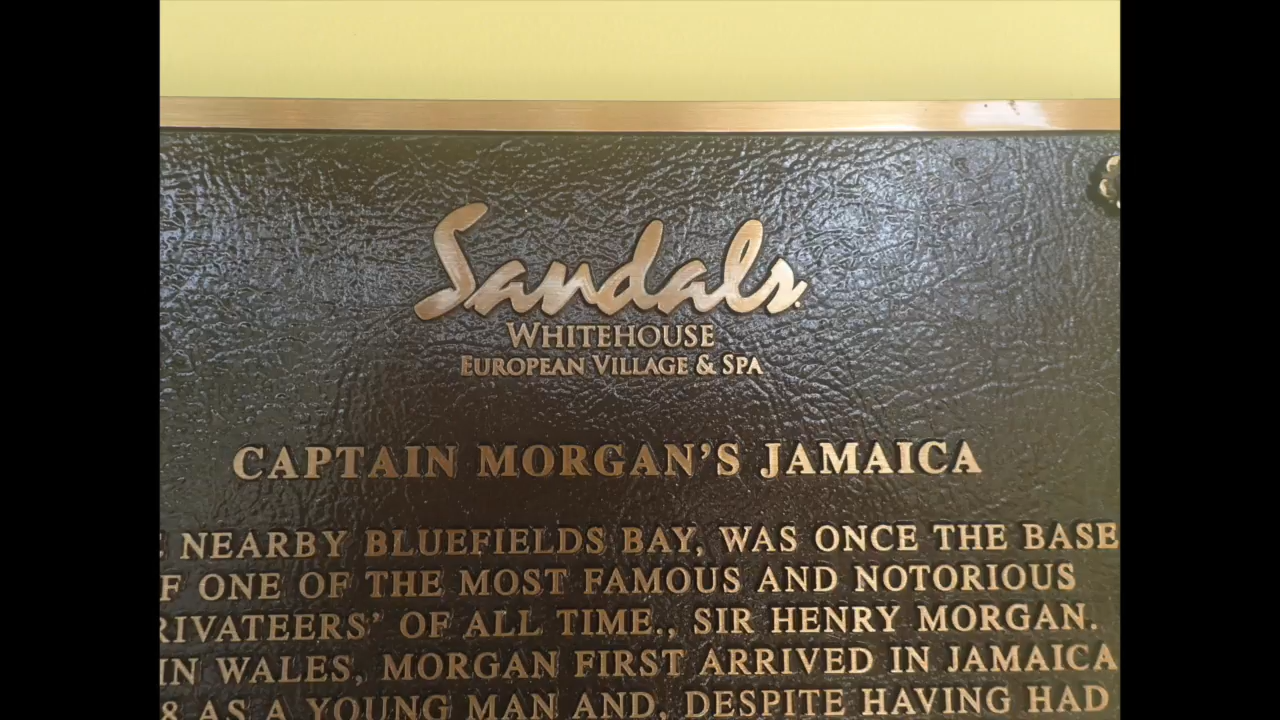 Sandals
WHITEHOUSE
EUROPEAN VILLAGE & SPA
CAPTAIN MORGAN'S JAMAICA
NEARBY BLUEFIELDS BAY, WAS ONCE THE BASE
F ONE OF THE MOST FAMOUS AND NOTORIOUS
RIVATEERS' OF ALL TIME., SIR HENRY MORGAN.
IN WALES, MORGAN FIRST ARRIVED IN JAMAICA
8 AS A YOUNG MAN AND, DESPITE HAVING HAD